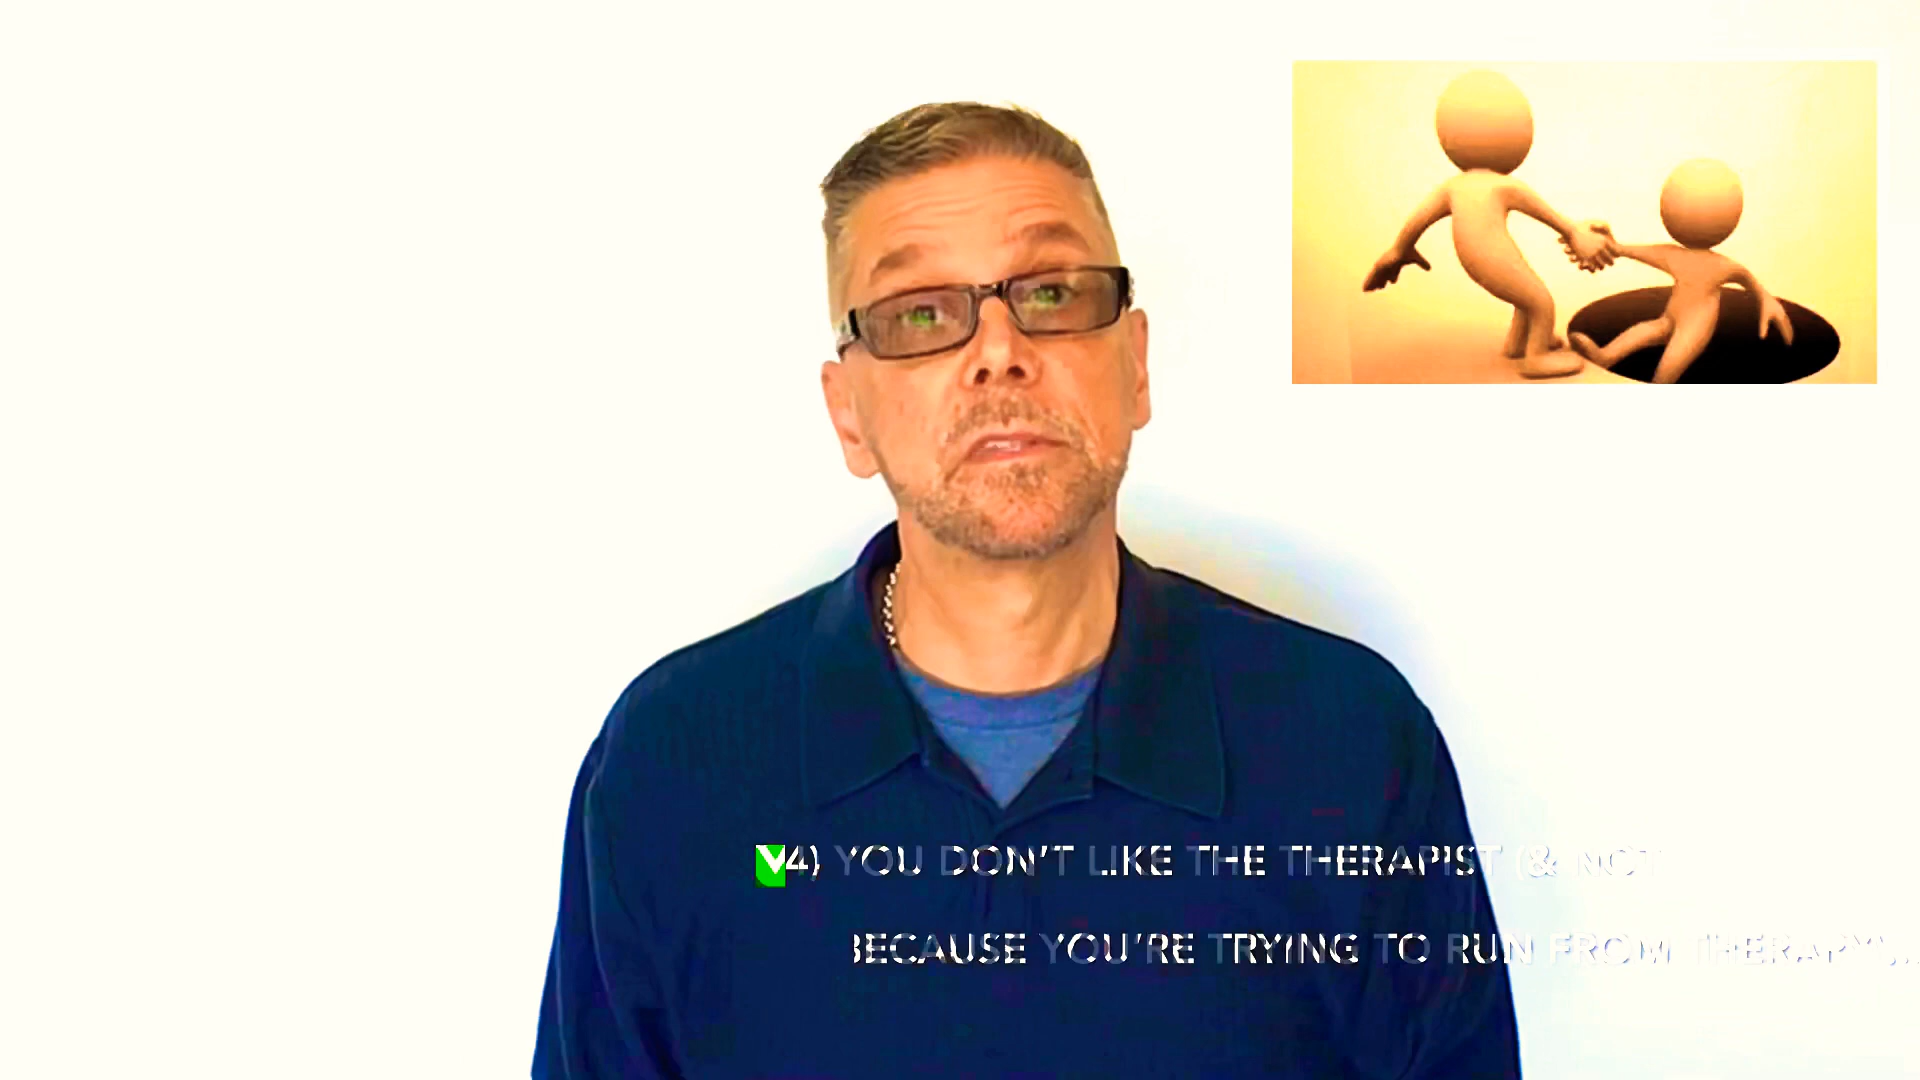 4) YOU DON'T LIKE THE THERAPIST (& NOT
BECAUSE YOU'RE TRYING TO RUN FROM THERAPY)...